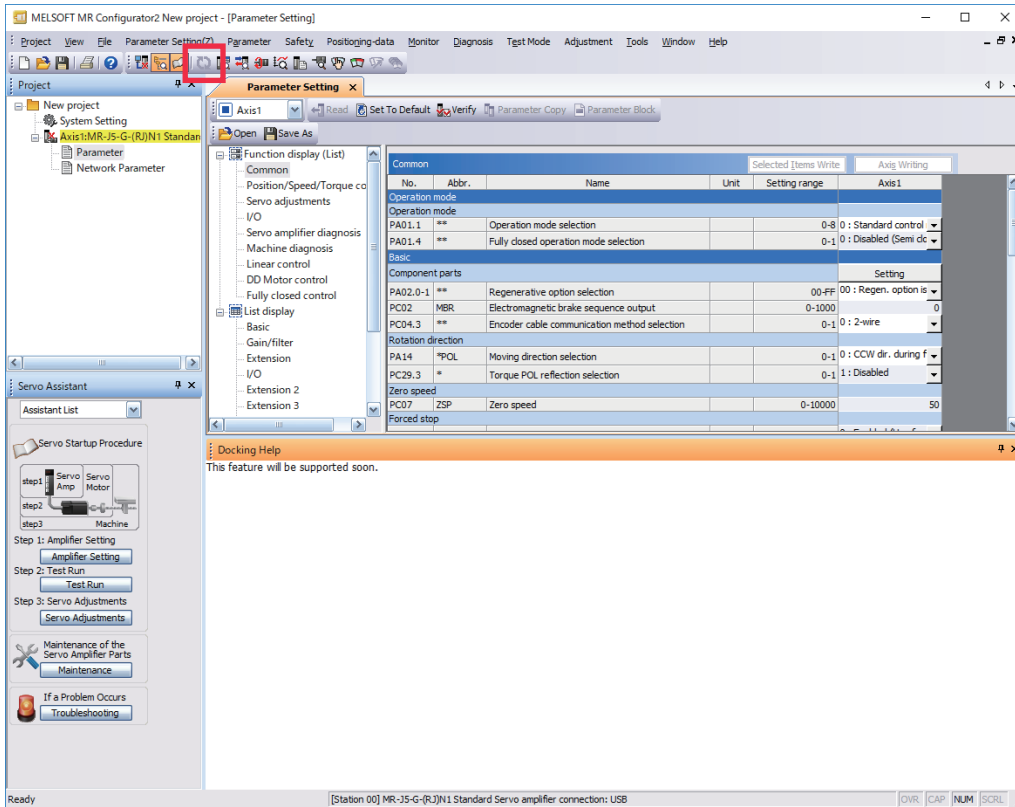 MELSOFT MR Configurator2 New project - [Parameter Setting]
Project View File Parameter Setting(Z) Parameter Safety Positioning-data Monitor Diagnosis Test Mode Adjustment Tools Window Help
Project
New project
System Setting
Axis1:MR-J5-G-(RJ)N1 Standar
Parameter
Network Parameter
Servo Assistant
Assistant List
Servo Startup Procedure
step1
Servo Amp
Servo Motor
step2
step3
Machine
Step 1: Amplifier Setting
Amplifier Setting
Step 2: Test Run
Test Run
Step 3: Servo Adjustments
Servo Adjustments
Maintenance of the
Servo Amplifier Parts
Maintenance
If a Problem Occurs
Troubleshooting
Parameter Setting
Axis1 Read Set To Default Verify Parameter Copy Parameter Block
Open Save As
Function display (List)
Common
Position/Speed/Torque co
Servo adjustments
I/O
Servo amplifier diagnosis
Machine diagnosis
Linear control
DD Motor control
Fully closed control
List display
Basic
Gain/filter
Extension
I/O
Extension 2
Extension 3
Common Selected Items Write Axis Writing
No. Abbr. Name Unit Setting range Axis1
Operation mode
Operation mode
PA01.1 ** Operation mode selection 0-8 0 : Standard control
PA01.4 ** Fully closed operation mode selection 0-1 0 : Disabled (Semi clc
Basic
Component parts Setting
PA02.0-1 ** Regenerative option selection 00-FF 00 : Regen. option is
PC02 MBR Electromagnetic brake sequence output 0-1000 0
PC04.3 ** Encoder cable communication method selection 0-1 0 : 2-wire
Rotation direction
PA14 *POL Moving direction selection 0-1 0 : CCW dir. during f
PC29.3 * Torque POL reflection selection 0-1 1 : Disabled
Zero speed
PC07 ZSP Zero speed 0-10000 50
Forced stop
Docking Help
This feature will be supported soon.
Ready [Station 00] MR-J5-G-(RJ)N1 Standard Servo amplifier connection: USB OVR CAP NUM SCRL